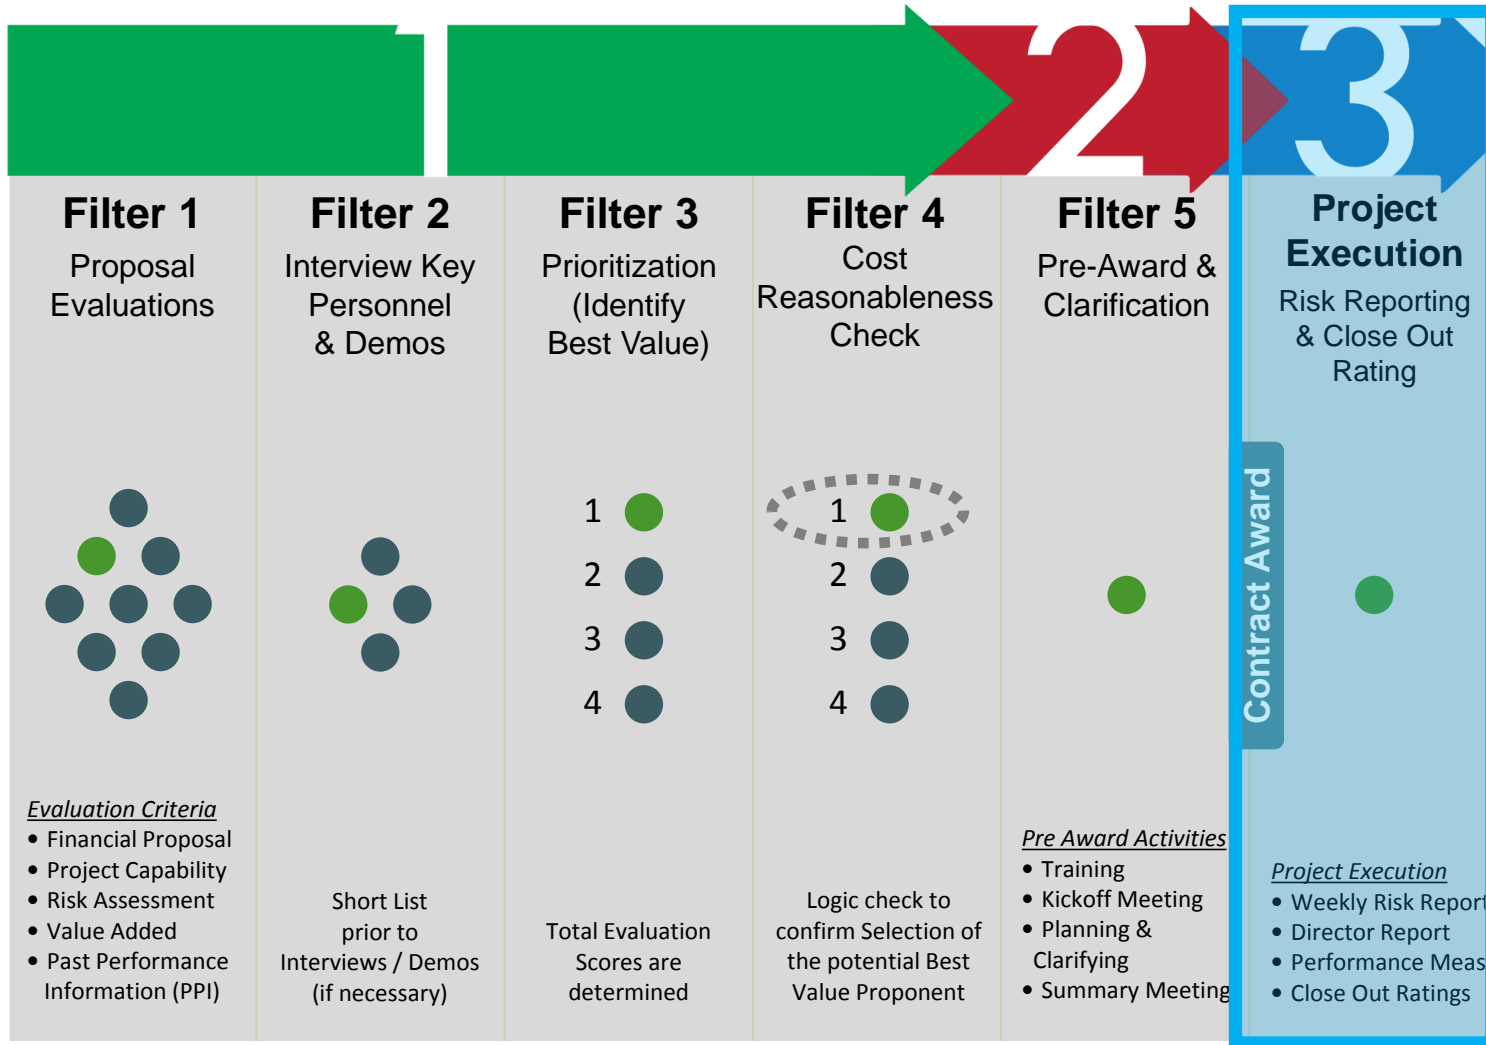 1
2
3
Filter 1
Proposal
Evaluations
Evaluation Criteria
• Financial Proposal
• Project Capability
• Risk Assessment
• Value Added
• Past Performance
Information (PPI)
Filter 2
Interview Key
Personnel
& Demos
Short List
prior to
Interviews / Demos
(if necessary)
Filter 3
Prioritization
(Identify
Best Value)
1
2
3
4
Total Evaluation
Scores are
determined
Filter 4
Cost
Reasonableness
Check
1
2
3
4
Logic check to
confirm Selection of
the potential Best
Value Proponent
Filter 5
Pre-Award &
Clarification
Pre Award Activities
• Training
• Kickoff Meeting
• Planning &
Clarifying
• Summary Meeting
Contract Award
Project
Execution
Risk Reporting
& Close Out
Rating
Project Execution
• Weekly Risk Report
• Director Report
• Performance Meas
• Close Out Ratings